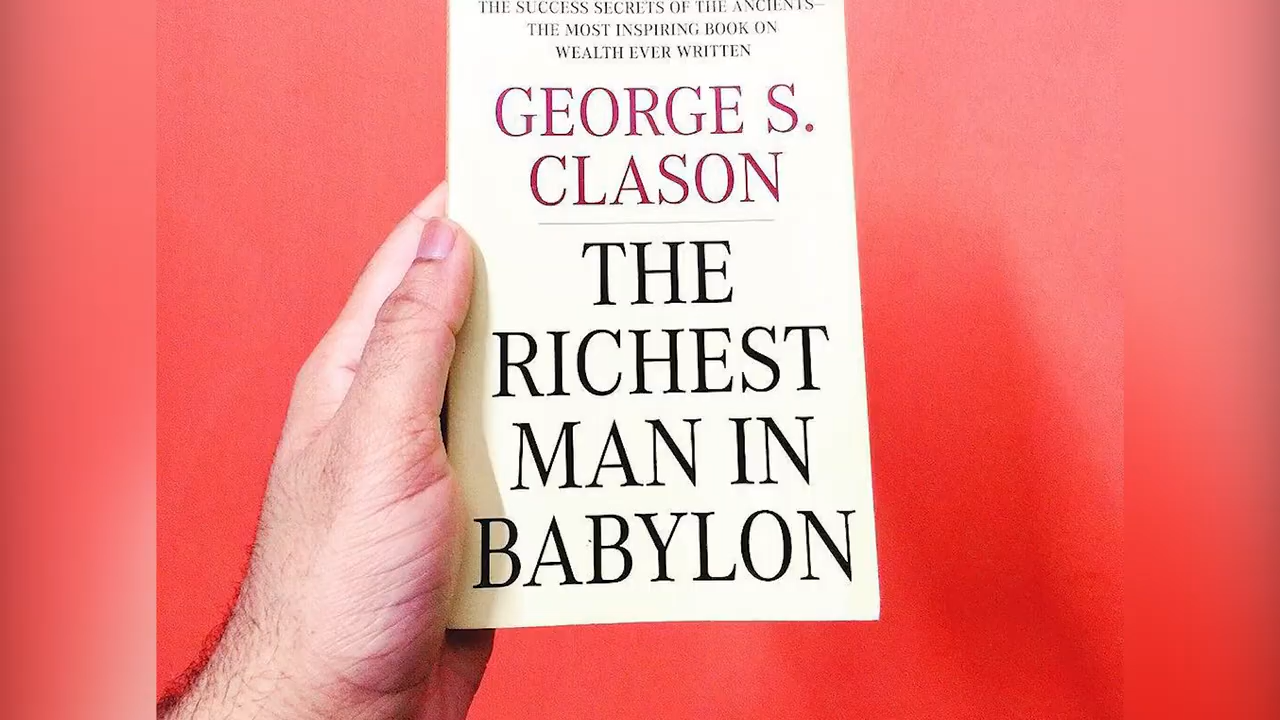 THE SUCCESS SECRETS OF THE ANCIENTS–
THE MOST INSPIRING BOOK ON
WEALTH EVER WRITTEN
GEORGE S.
CLASON
THE
RICHEST
MAN IN
BABYLON